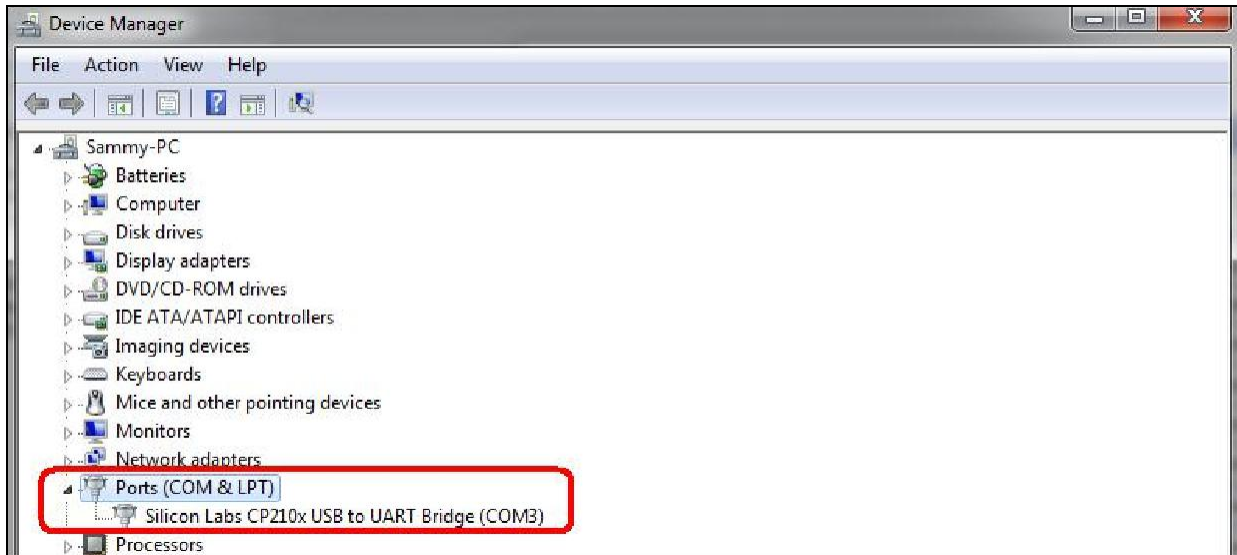 Device Manager
File Action View Help
Sammy-PC
Batteries
Computer
Disk drives
Display adapters
DVD/CD-ROM drives
IDE ATA/ATAPI controllers
Imaging devices
Keyboards
Mice and other pointing devices
Monitors
Network adapters
Ports (COM & LPT)
Silicon Labs CP210x USB to UART Bridge (COM3)
Processors